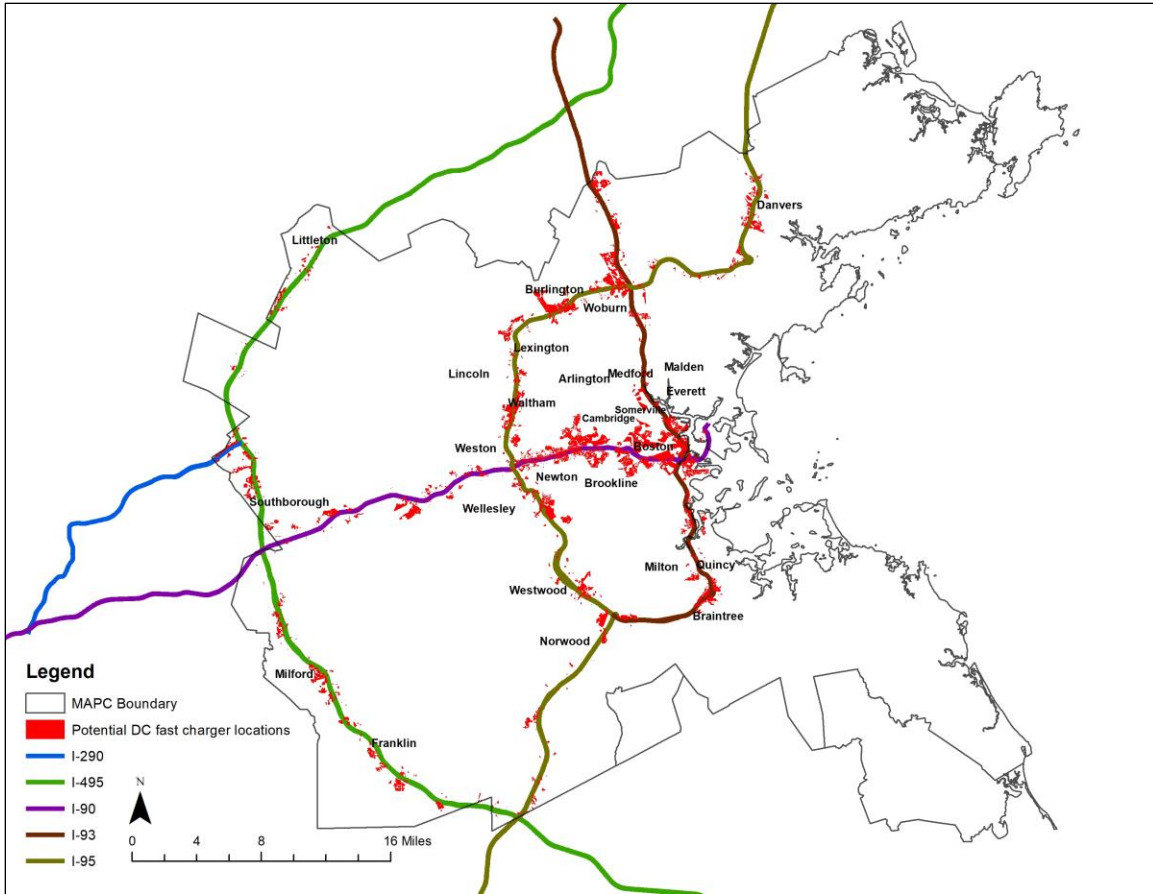 Danvers
Littleton
Burlington
Woburn
Lexington
Lincoln
Arlington
Medford
Malden
Everett
Waltham
Somerville
Cambridge
Weston
Boston
Newton
Brookline
Southborough
Wellesley
Milton
Quincy
Westwood
Braintree
Norwood
Milford
Franklin
Legend
MAPC Boundary
Potential DC fast charger locations
I-290
I-495
I-90
I-93
I-95
N
0 4 8 16 Miles